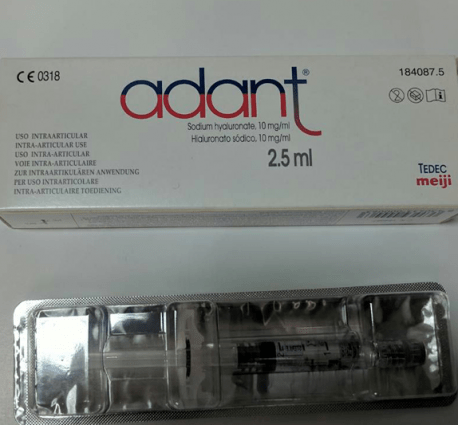 CE 0318
adant®
184087.5
Sodium hyaluronate, 10 mg/ml
Hialuronato sódico, 10 mg/ml
2.5 ml
USO INTRAARTICULAR
INTRA-ARTICULAR USE
USO INTRA-ARTICULAR
VOIE INTRA-ARTICULAIRE
ZUR INTRAARTIKULÄREN ANWENDUNG
PER USO INTRARTICOLARE
INTRA-ARTICULAIRE TOEDIENING
TEDEC
meiji